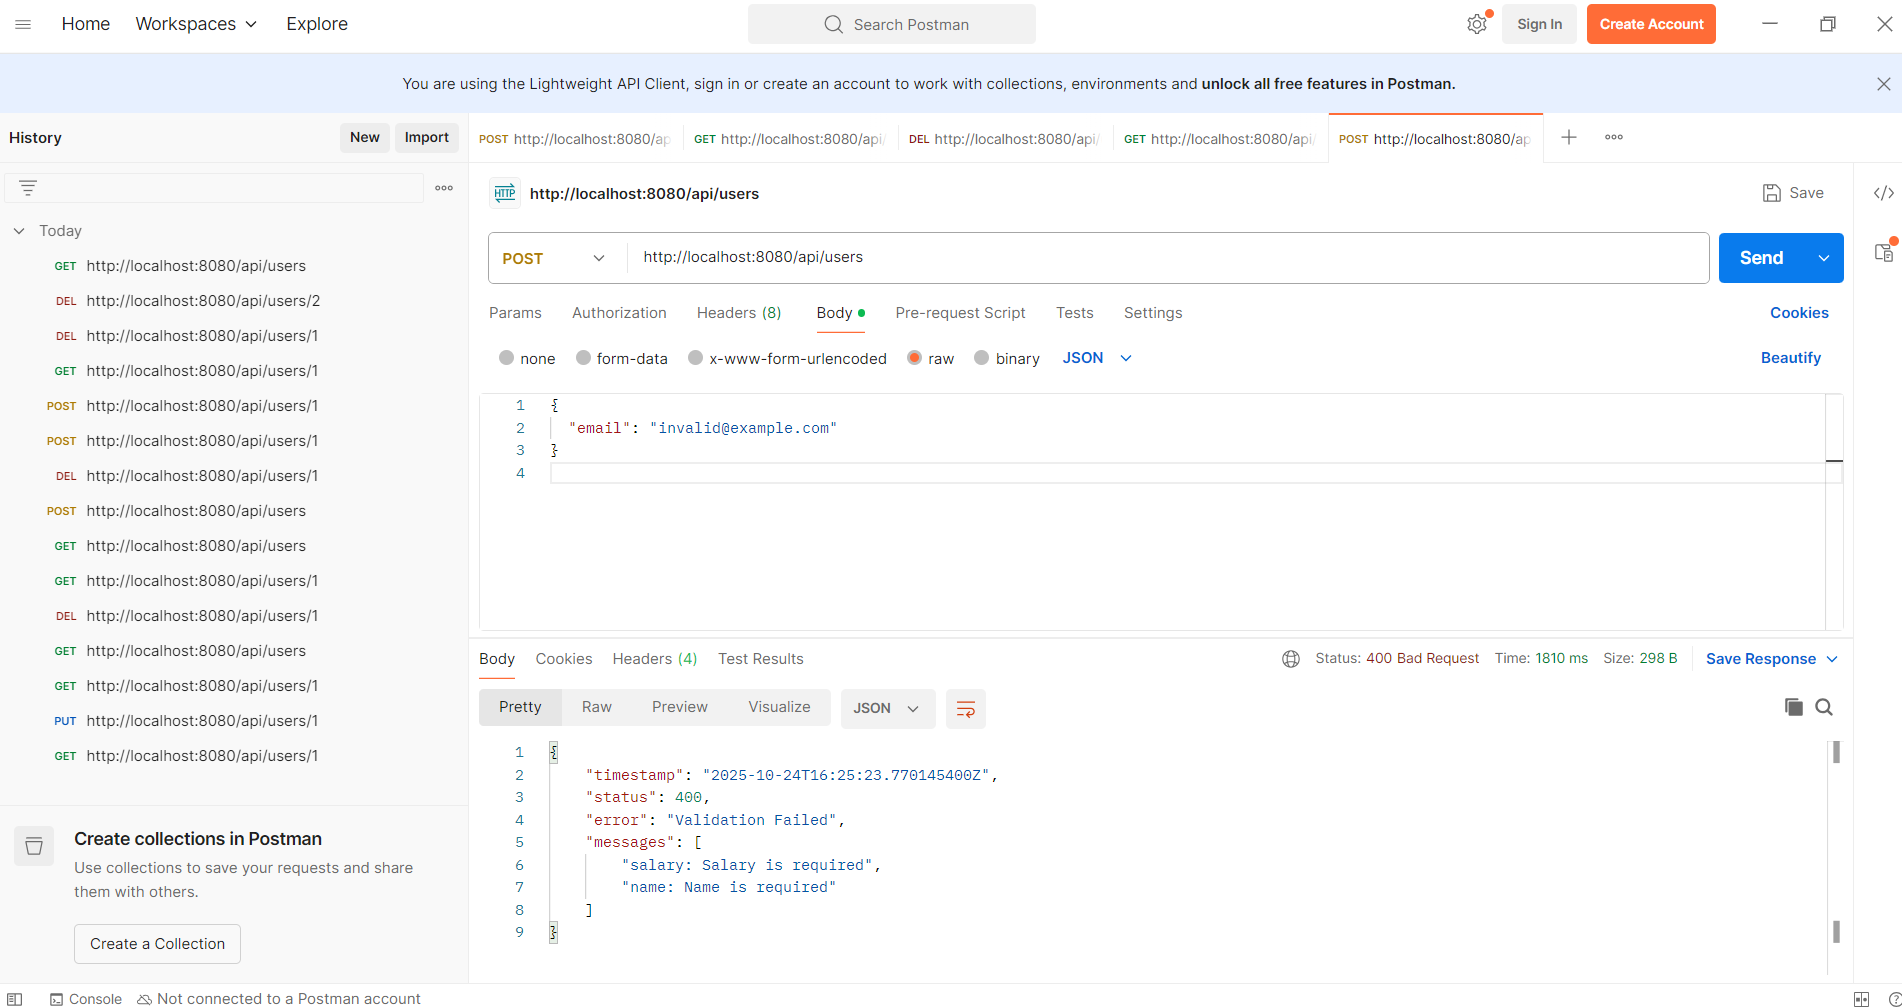 Home Workspaces Explore Search Postman Sign In Create Account
You are using the Lightweight API Client, sign in or create an account to work with collections, environments and unlock all free features in Postman.
History New Import
POST http://localhost:8080/ap GET http://localhost:8080/api/ DEL http://localhost:8080/api/ GET http://localhost:8080/api/ POST http://localhost:8080/ap
Today
GET http://localhost:8080/api/users
DEL http://localhost:8080/api/users/2
DEL http://localhost:8080/api/users/1
GET http://localhost:8080/api/users/1
POST http://localhost:8080/api/users/1
POST http://localhost:8080/api/users/1
DEL http://localhost:8080/api/users/1
POST http://localhost:8080/api/users
GET http://localhost:8080/api/users
GET http://localhost:8080/api/users/1
DEL http://localhost:8080/api/users/1
GET http://localhost:8080/api/users
GET http://localhost:8080/api/users/1
PUT http://localhost:8080/api/users/1
GET http://localhost:8080/api/users/1
Create collections in Postman
Use collections to save your requests and share
them with others.
Create a Collection
HTTP http://localhost:8080/api/users Save
POST http://localhost:8080/api/users Send
Params Authorization Headers (8) Body Pre-request Script Tests Settings Cookies
none form-data x-www-form-urlencoded raw binary JSON Beautify
1 {
2 "email": "invalid@example.com"
3 }
4
Body Cookies Headers (4) Test Results Status: 400 Bad Request Time: 1810 ms Size: 298 B Save Response
Pretty Raw Preview Visualize JSON
1 {
2 "timestamp": "2025-10-24T16:25:23.770145400Z",
3 "status": 400,
4 "error": "Validation Failed",
5 "messages": [
6 "salary: Salary is required",
7 "name: Name is required"
8 ]
9 }
Console Not connected to a Postman account